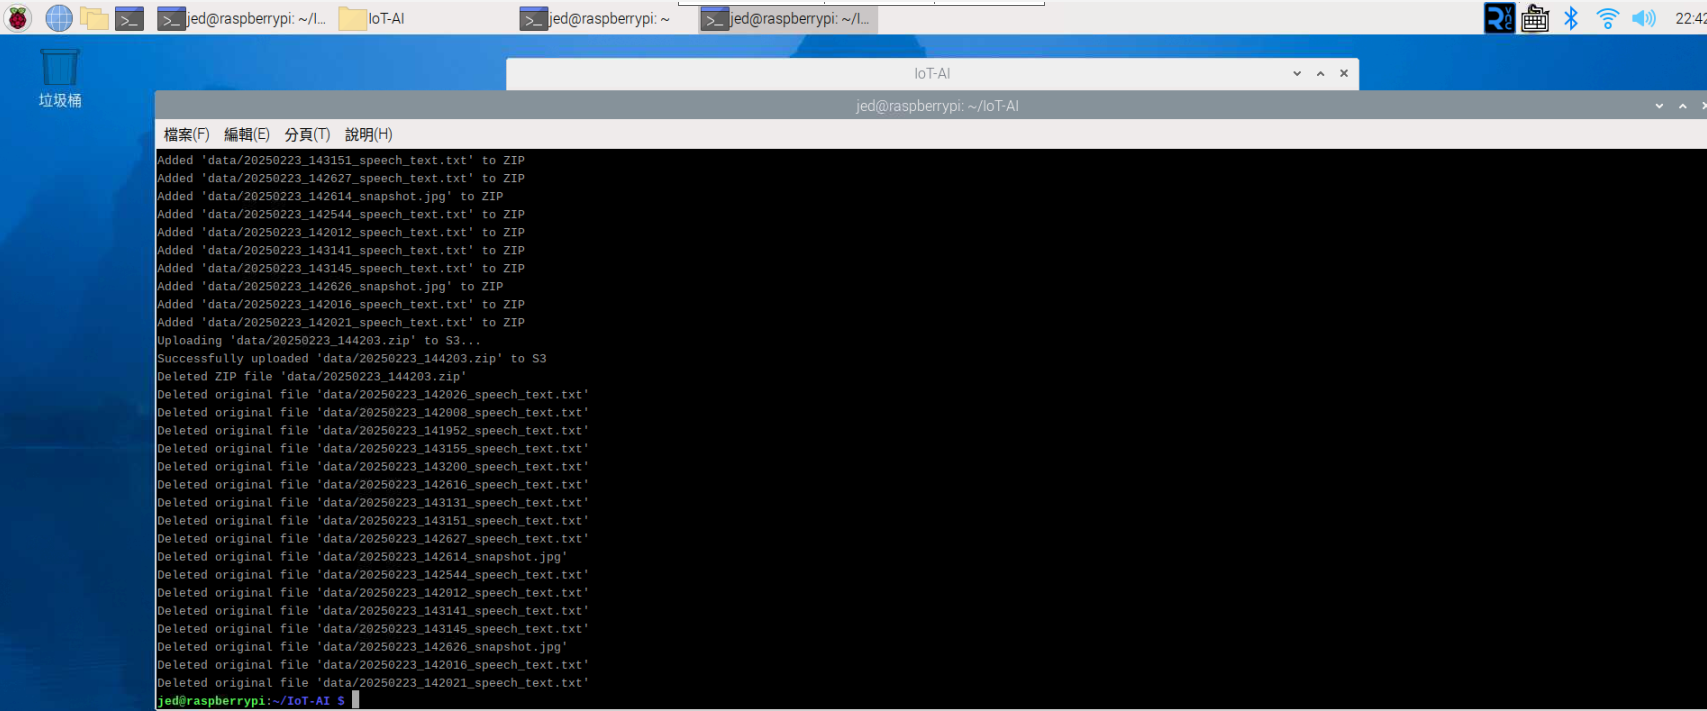 jed@raspberrypi: ~/I... IoT-AI jed@raspberrypi: ~ jed@raspberrypi: ~/I... 22:42
垃圾桶
IoT-AI
jed@raspberrypi: ~/IoT-AI
檔案(F) 編輯(E) 分頁(T) 說明(H)
Added 'data/20250223_143151_speech_text.txt' to ZIP
Added 'data/20250223_142627_speech_text.txt' to ZIP
Added 'data/20250223_142614_snapshot.jpg' to ZIP
Added 'data/20250223_142544_speech_text.txt' to ZIP
Added 'data/20250223_142012_speech_text.txt' to ZIP
Added 'data/20250223_143141_speech_text.txt' to ZIP
Added 'data/20250223_143145_speech_text.txt' to ZIP
Added 'data/20250223_142626_snapshot.jpg' to ZIP
Added 'data/20250223_142016_speech_text.txt' to ZIP
Added 'data/20250223_142021_speech_text.txt' to ZIP
Uploading 'data/20250223_144203.zip' to S3...
Successfully uploaded 'data/20250223_144203.zip' to S3
Deleted ZIP file 'data/20250223_144203.zip'
Deleted original file 'data/20250223_142026_speech_text.txt'
Deleted original file 'data/20250223_142008_speech_text.txt'
Deleted original file 'data/20250223_141952_speech_text.txt'
Deleted original file 'data/20250223_143155_speech_text.txt'
Deleted original file 'data/20250223_143200_speech_text.txt'
Deleted original file 'data/20250223_142616_speech_text.txt'
Deleted original file 'data/20250223_143131_speech_text.txt'
Deleted original file 'data/20250223_143151_speech_text.txt'
Deleted original file 'data/20250223_142627_speech_text.txt'
Deleted original file 'data/20250223_142614_snapshot.jpg'
Deleted original file 'data/20250223_142544_speech_text.txt'
Deleted original file 'data/20250223_142012_speech_text.txt'
Deleted original file 'data/20250223_143141_speech_text.txt'
Deleted original file 'data/20250223_143145_speech_text.txt'
Deleted original file 'data/20250223_142626_snapshot.jpg'
Deleted original file 'data/20250223_142016_speech_text.txt'
Deleted original file 'data/20250223_142021_speech_text.txt'
jed@raspberrypi:~/IoT-AI $